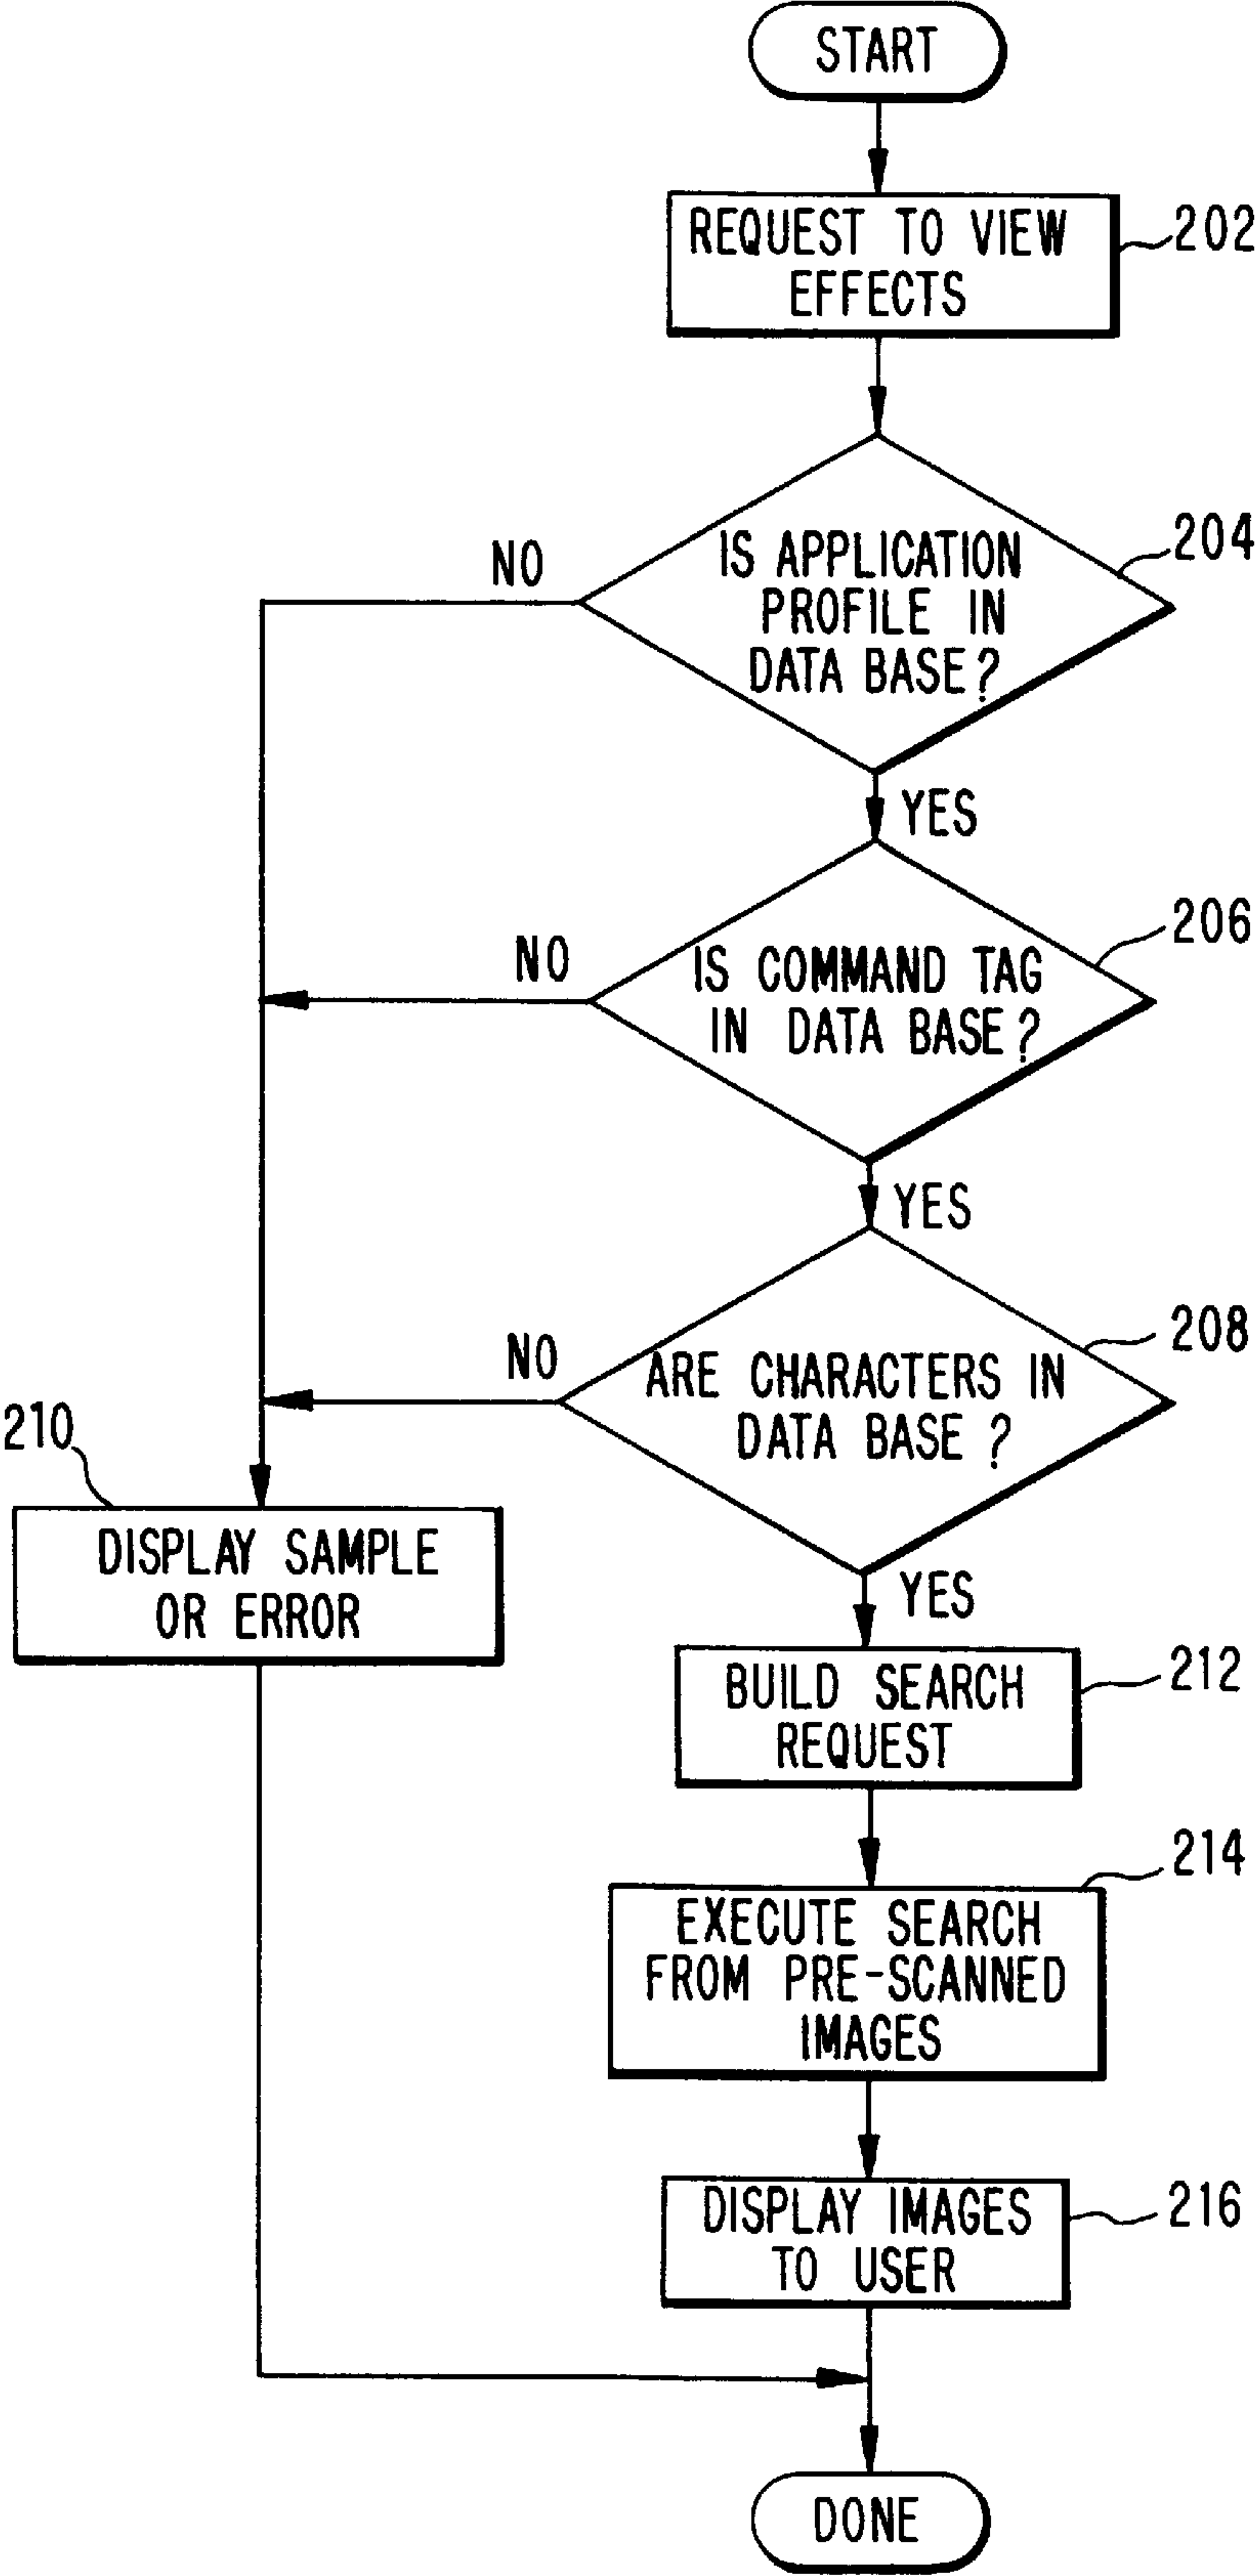 START
REQUEST TO VIEW
EFFECTS
202
IS APPLICATION
PROFILE IN
DATA BASE?
204
NO
YES
IS COMMAND TAG
IN DATA BASE?
206
NO
YES
ARE CHARACTERS IN
DATA BASE ?
208
NO
210
DISPLAY SAMPLE
OR ERROR
YES
BUILD SEARCH
REQUEST
212
EXECUTE SEARCH
FROM PRE-SCANNED
IMAGES
214
DISPLAY IMAGES
TO USER
216
DONE